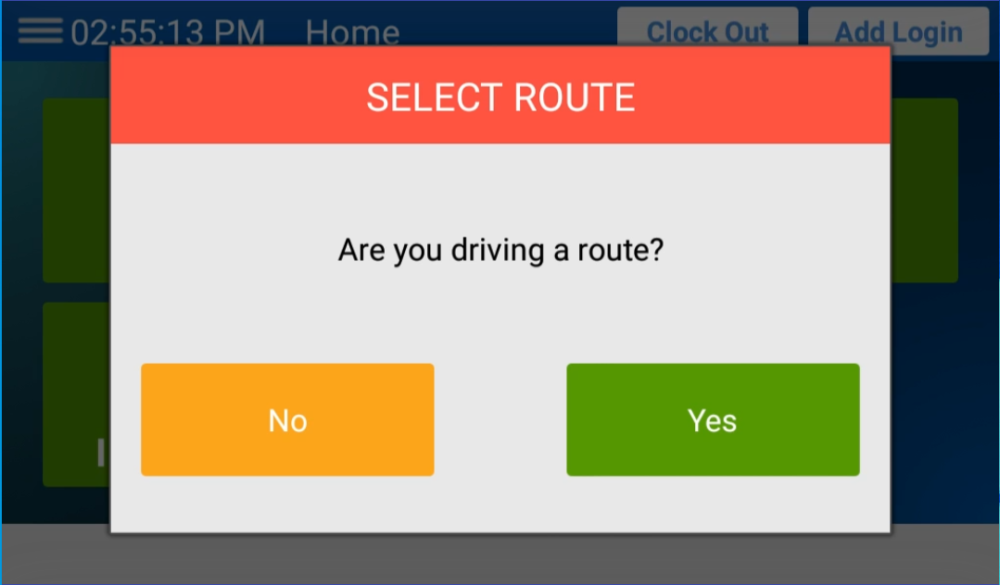 02:55:13 PM Home Clock Out Add Login
SELECT ROUTE
Are you driving a route?
No Yes